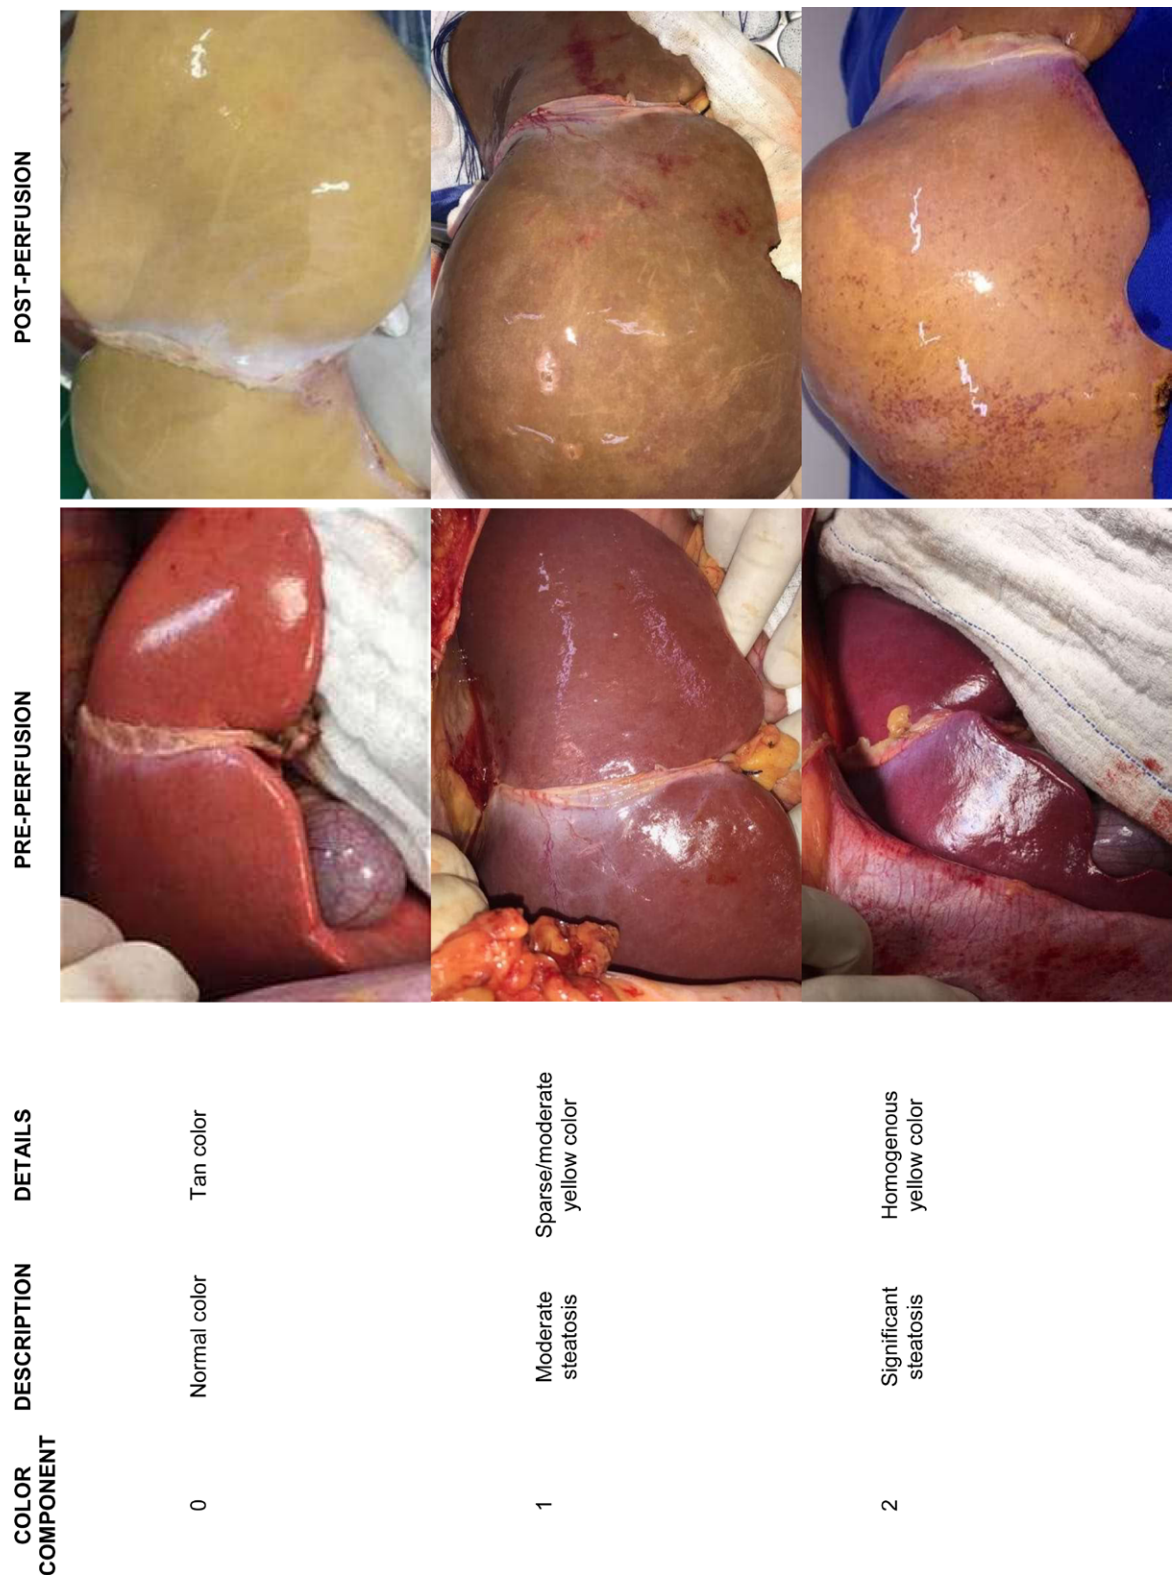 COLOR
COMPONENT
DESCRIPTION
DETAILS
PRE-PERFUSION
POST-PERFUSION
0
Normal color
Tan color
1
Moderate
steatosis
Sparse/moderate
yellow color
2
Significant
steatosis
Homogenous
yellow color